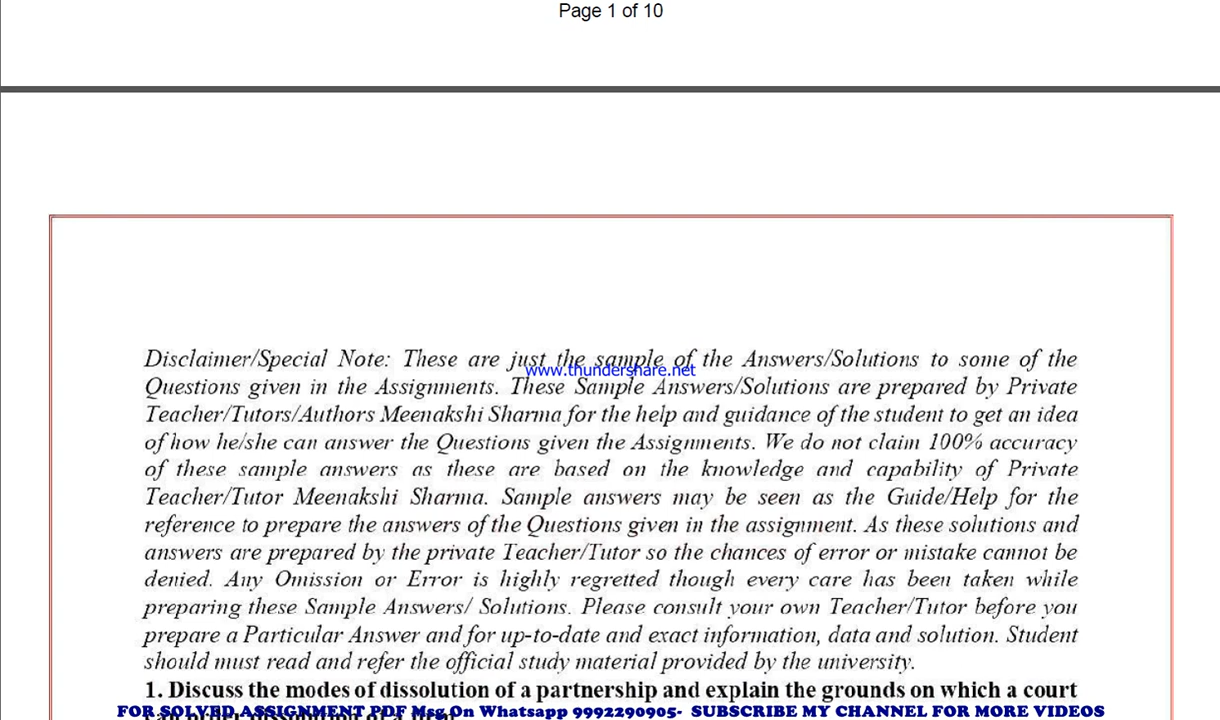 Page 1 of 10
Disclaimer/Special Note: These are just the sample of the Answers/Solutions to some of the
www.thundershare.net
Questions given in the Assignments. These Sample Answers/Solutions are prepared by Private
Teacher/Tutors/Authors Meenakshi Sharma for the help and guidance of the student to get an idea
of how he/she can answer the Questions given the Assignments. We do not claim 100% accuracy
of these sample answers as these are based on the knowledge and capability of Private
Teacher/Tutor Meenakshi Sharma. Sample answers may be seen as the Guide/Help for the
reference to prepare the answers of the Questions given in the assignment. As these solutions and
answers are prepared by the private Teacher/Tutor so the chances of error or mistake cannot be
denied. Any Omission or Error is highly regretted though every care has been taken while
preparing these Sample Answers/ Solutions. Please consult your own Teacher/Tutor before you
prepare a Particular Answer and for up-to-date and exact information, data and solution. Student
should must read and refer the official study material provided by the university.
1. Discuss the modes of dissolution of a partnership and explain the grounds on which a court
FOR SOLVED ASSIGNMENT PDF Msg On Whatsapp 9992290905- SUBSCRIBE MY CHANNEL FOR MORE VIDEOS